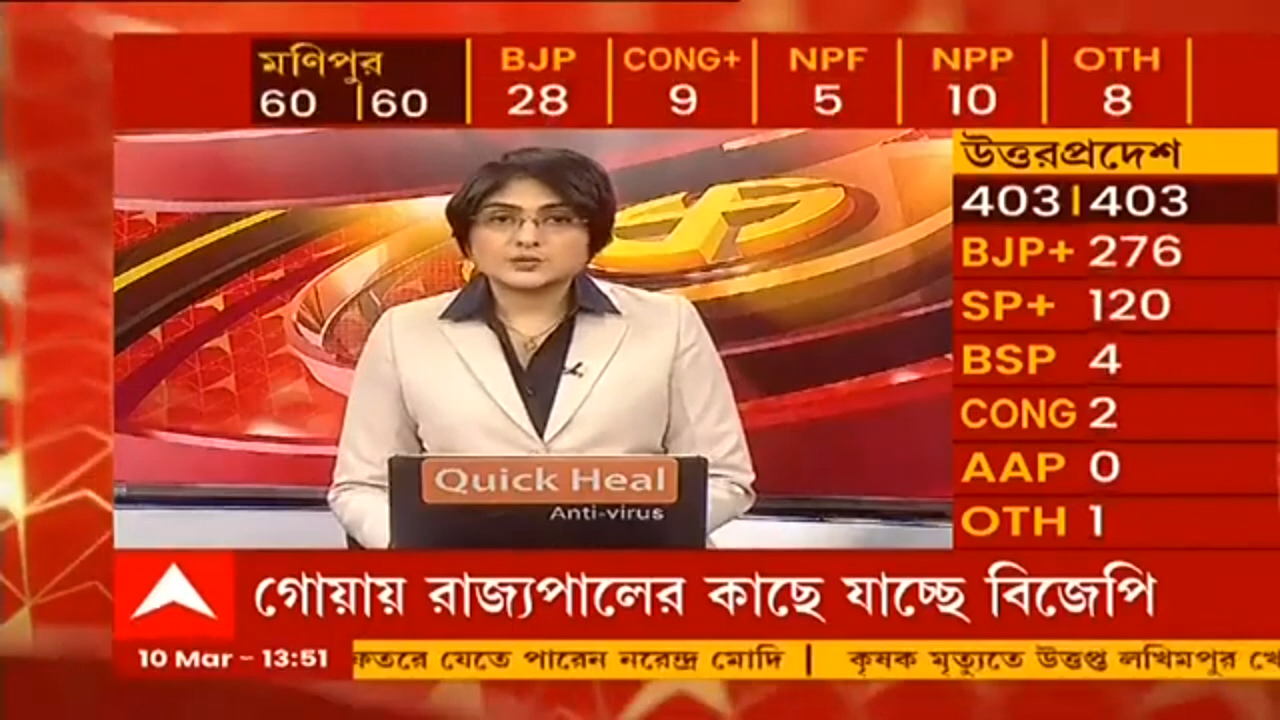 মণিপুর
60 | 60
BJP CONG+ NPF NPP OTH
28 9 5 10 8
উত্তরপ্রদেশ
403 | 403
BJP+ 276
SP+ 120
BSP 4
CONG 2
AAP 0
OTH 1
Quick Heal
Anti-virus
গোয়ায় রাজ্যপালের কাছে যাচ্ছে বিজেপি
10 Mar - 13:51
যেতে পারেন নরেন্দ্র মোদি | কৃষক মৃত্যুতে উত্তপ্ত লখিমপুর